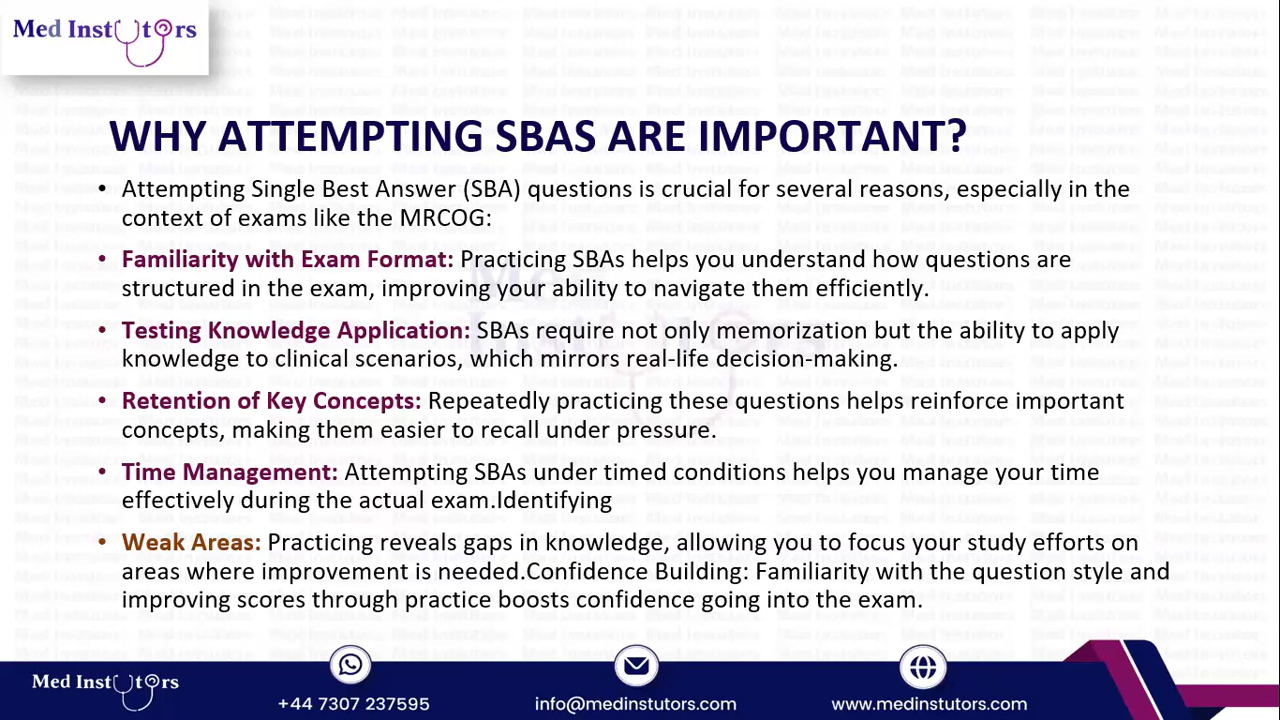 Med Instutors
WHY ATTEMPTING SBAS ARE IMPORTANT?
• Attempting Single Best Answer (SBA) questions is crucial for several reasons, especially in the
context of exams like the MRCOG:
• Familiarity with Exam Format: Practicing SBAs helps you understand how questions are
structured in the exam, improving your ability to navigate them efficiently.
• Testing Knowledge Application: SBAs require not only memorization but the ability to apply
knowledge to clinical scenarios, which mirrors real-life decision-making.
• Retention of Key Concepts: Repeatedly practicing these questions helps reinforce important
concepts, making them easier to recall under pressure.
• Time Management: Attempting SBAs under timed conditions helps you manage your time
effectively during the actual exam.Identifying
• Weak Areas: Practicing reveals gaps in knowledge, allowing you to focus your study efforts on
areas where improvement is needed.Confidence Building: Familiarity with the question style and
improving scores through practice boosts confidence going into the exam.
Med Instutors
+44 7307 237595
info@medinstutors.com
www.medinstutors.com